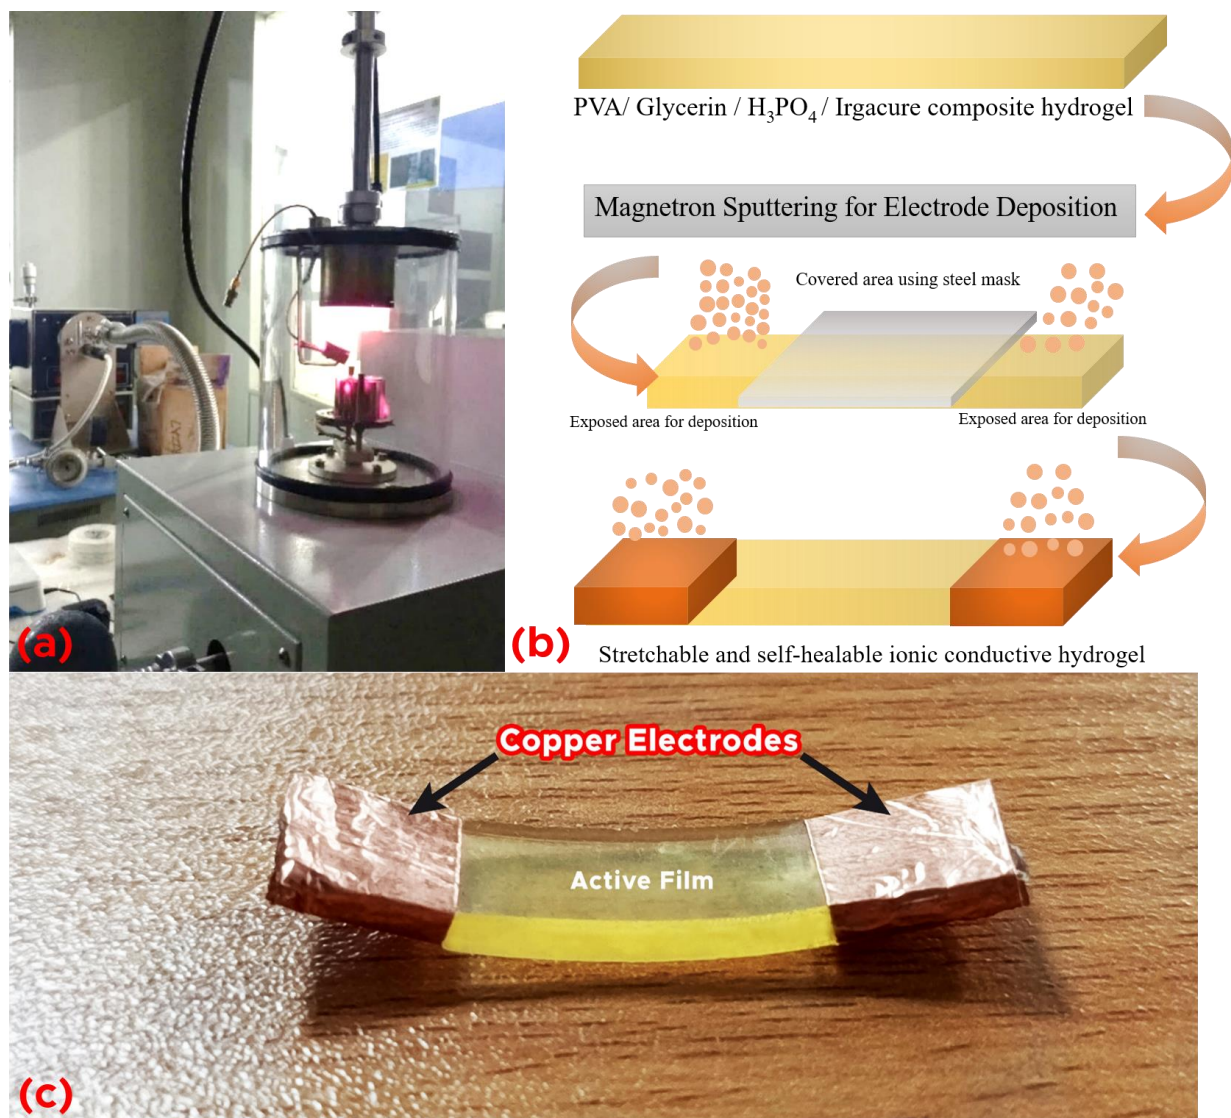 PVA/ Glycerin / H₃PO₄ / Irgacure composite hydrogel
Magnetron Sputtering for Electrode Deposition
Covered area using steel mask
Exposed area for deposition
Exposed area for deposition
Stretchable and self-healable ionic conductive hydrogel
(a)
(b)
Copper Electrodes
Active Film
(c)